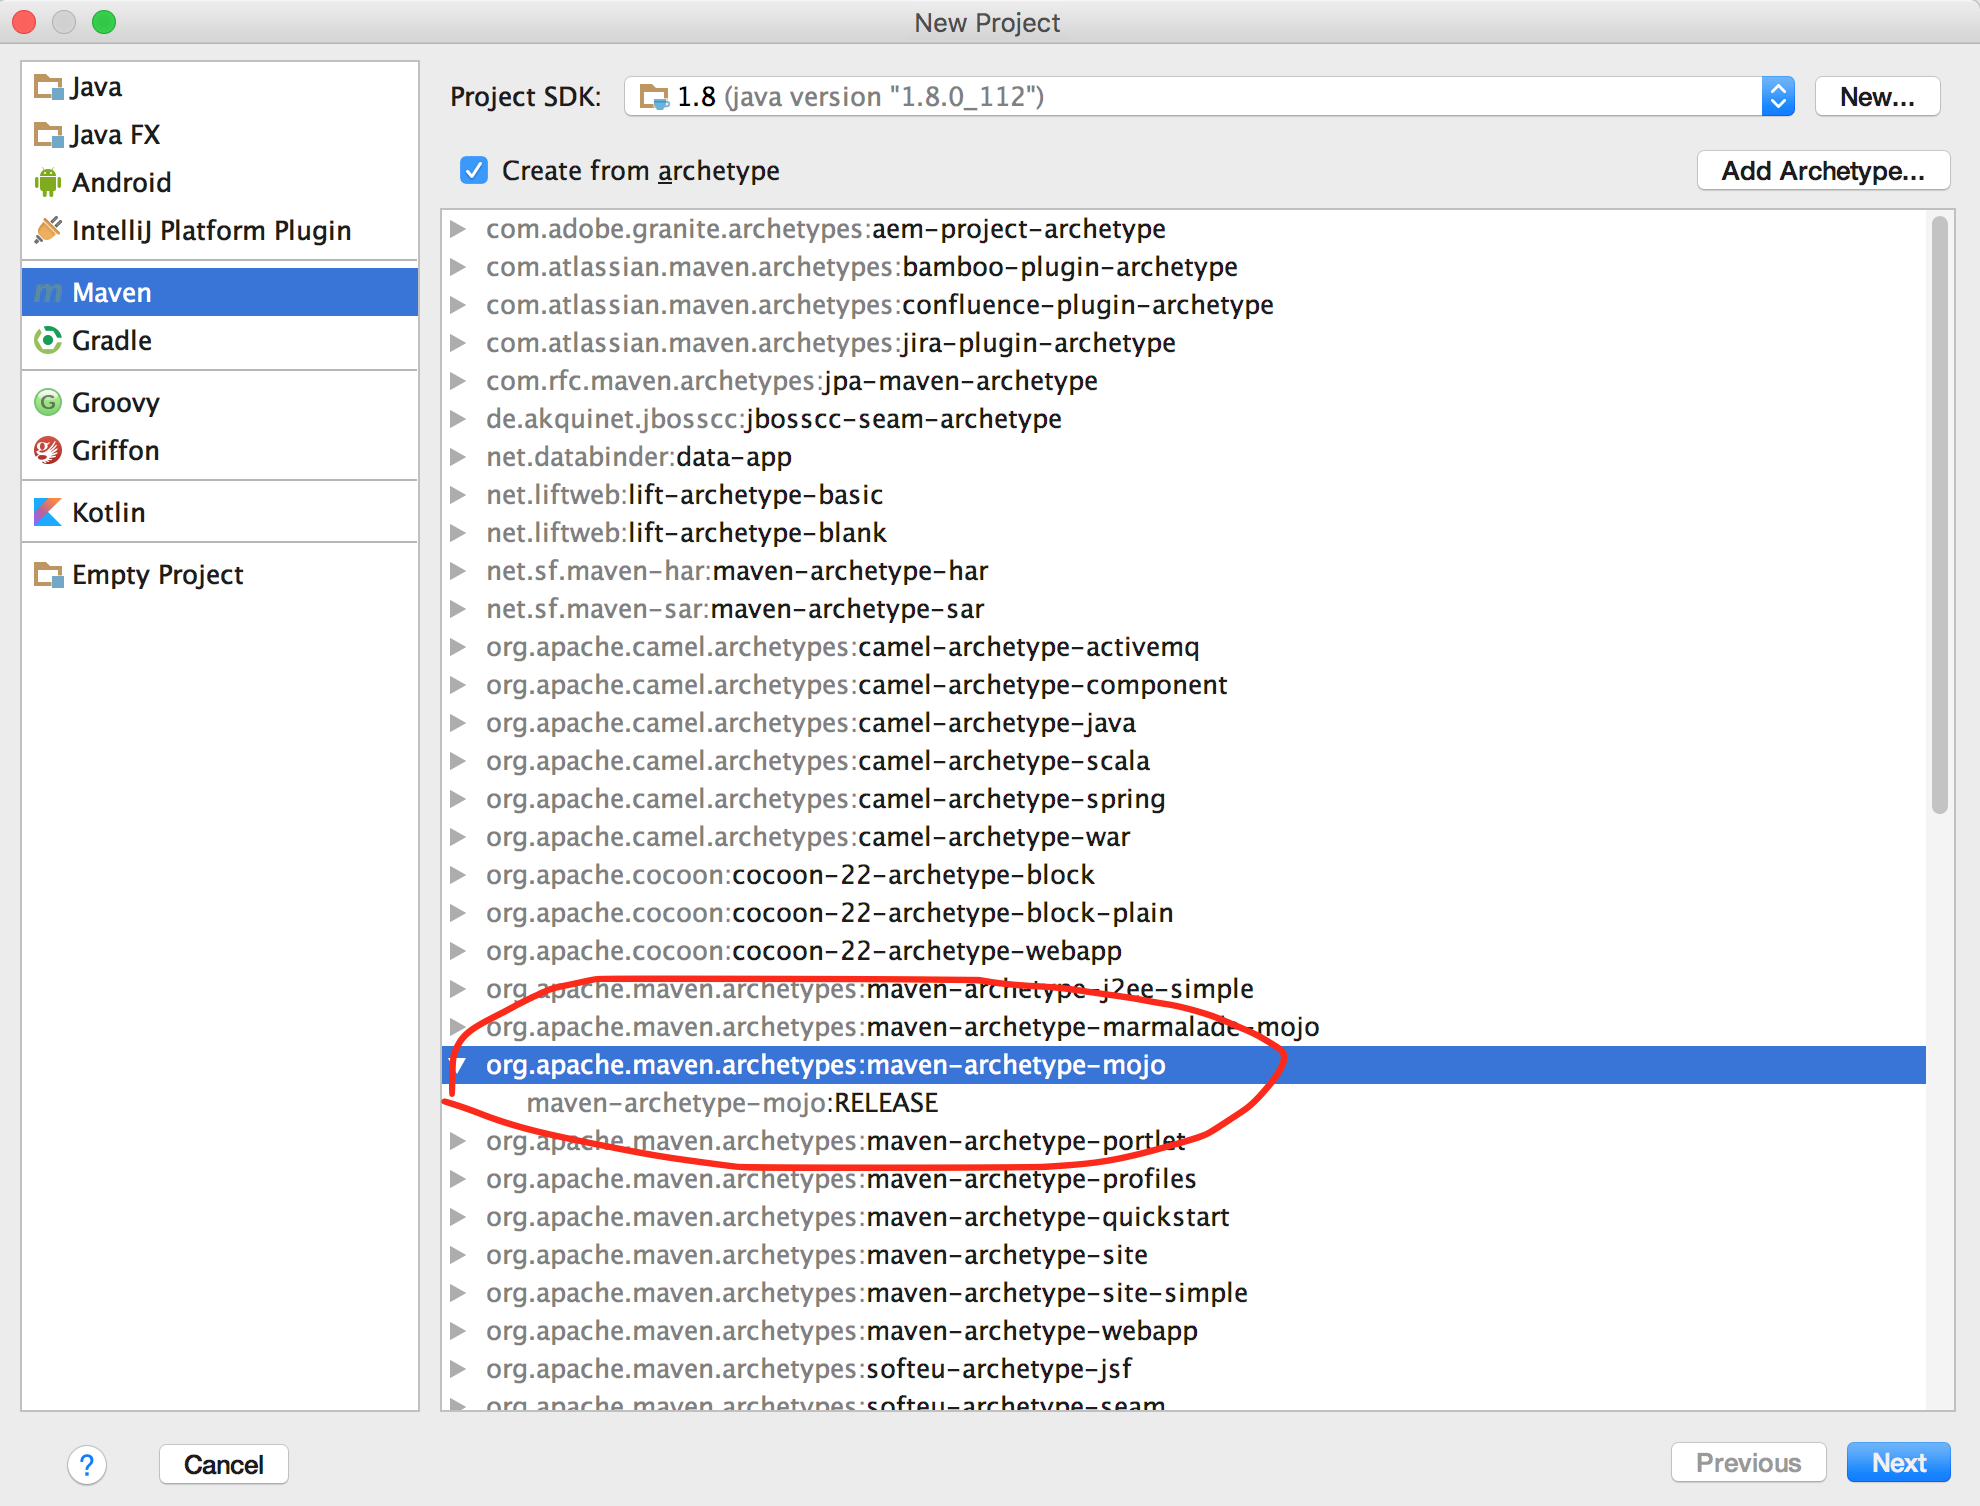 New Project
Java
Java FX
Android
IntelliJ Platform Plugin
Maven
Gradle
Groovy
Griffon
Kotlin
Empty Project
Project SDK: 1.8 (java version "1.8.0_112") New...
Create from archetype Add Archetype...
com.adobe.granite.archetypes:aem-project-archetype
com.atlassian.maven.archetypes:bamboo-plugin-archetype
com.atlassian.maven.archetypes:confluence-plugin-archetype
com.atlassian.maven.archetypes:jira-plugin-archetype
com.rfc.maven.archetypes:jpa-maven-archetype
de.akquinet.jbosscc:jbosscc-seam-archetype
net.databinder:data-app
net.liftweb:lift-archetype-basic
net.liftweb:lift-archetype-blank
net.sf.maven-har:maven-archetype-har
net.sf.maven-sar:maven-archetype-sar
org.apache.camel.archetypes:camel-archetype-activemq
org.apache.camel.archetypes:camel-archetype-component
org.apache.camel.archetypes:camel-archetype-java
org.apache.camel.archetypes:camel-archetype-scala
org.apache.camel.archetypes:camel-archetype-spring
org.apache.camel.archetypes:camel-archetype-war
org.apache.cocoon:cocoon-22-archetype-block
org.apache.cocoon:cocoon-22-archetype-block-plain
org.apache.cocoon:cocoon-22-archetype-webapp
org.apache.maven.archetypes:maven-archetype-j2ee-simple
org.apache.maven.archetypes:maven-archetype-marmalade-mojo
org.apache.maven.archetypes:maven-archetype-mojo
maven-archetype-mojo:RELEASE
org.apache.maven.archetypes:maven-archetype-portlet
org.apache.maven.archetypes:maven-archetype-profiles
org.apache.maven.archetypes:maven-archetype-quickstart
org.apache.maven.archetypes:maven-archetype-site
org.apache.maven.archetypes:maven-archetype-site-simple
org.apache.maven.archetypes:maven-archetype-webapp
org.apache.maven.archetypes:softeu-archetype-jsf
org.apache.maven.archetypes:softeu-archetype-seam
? Cancel Previous Next